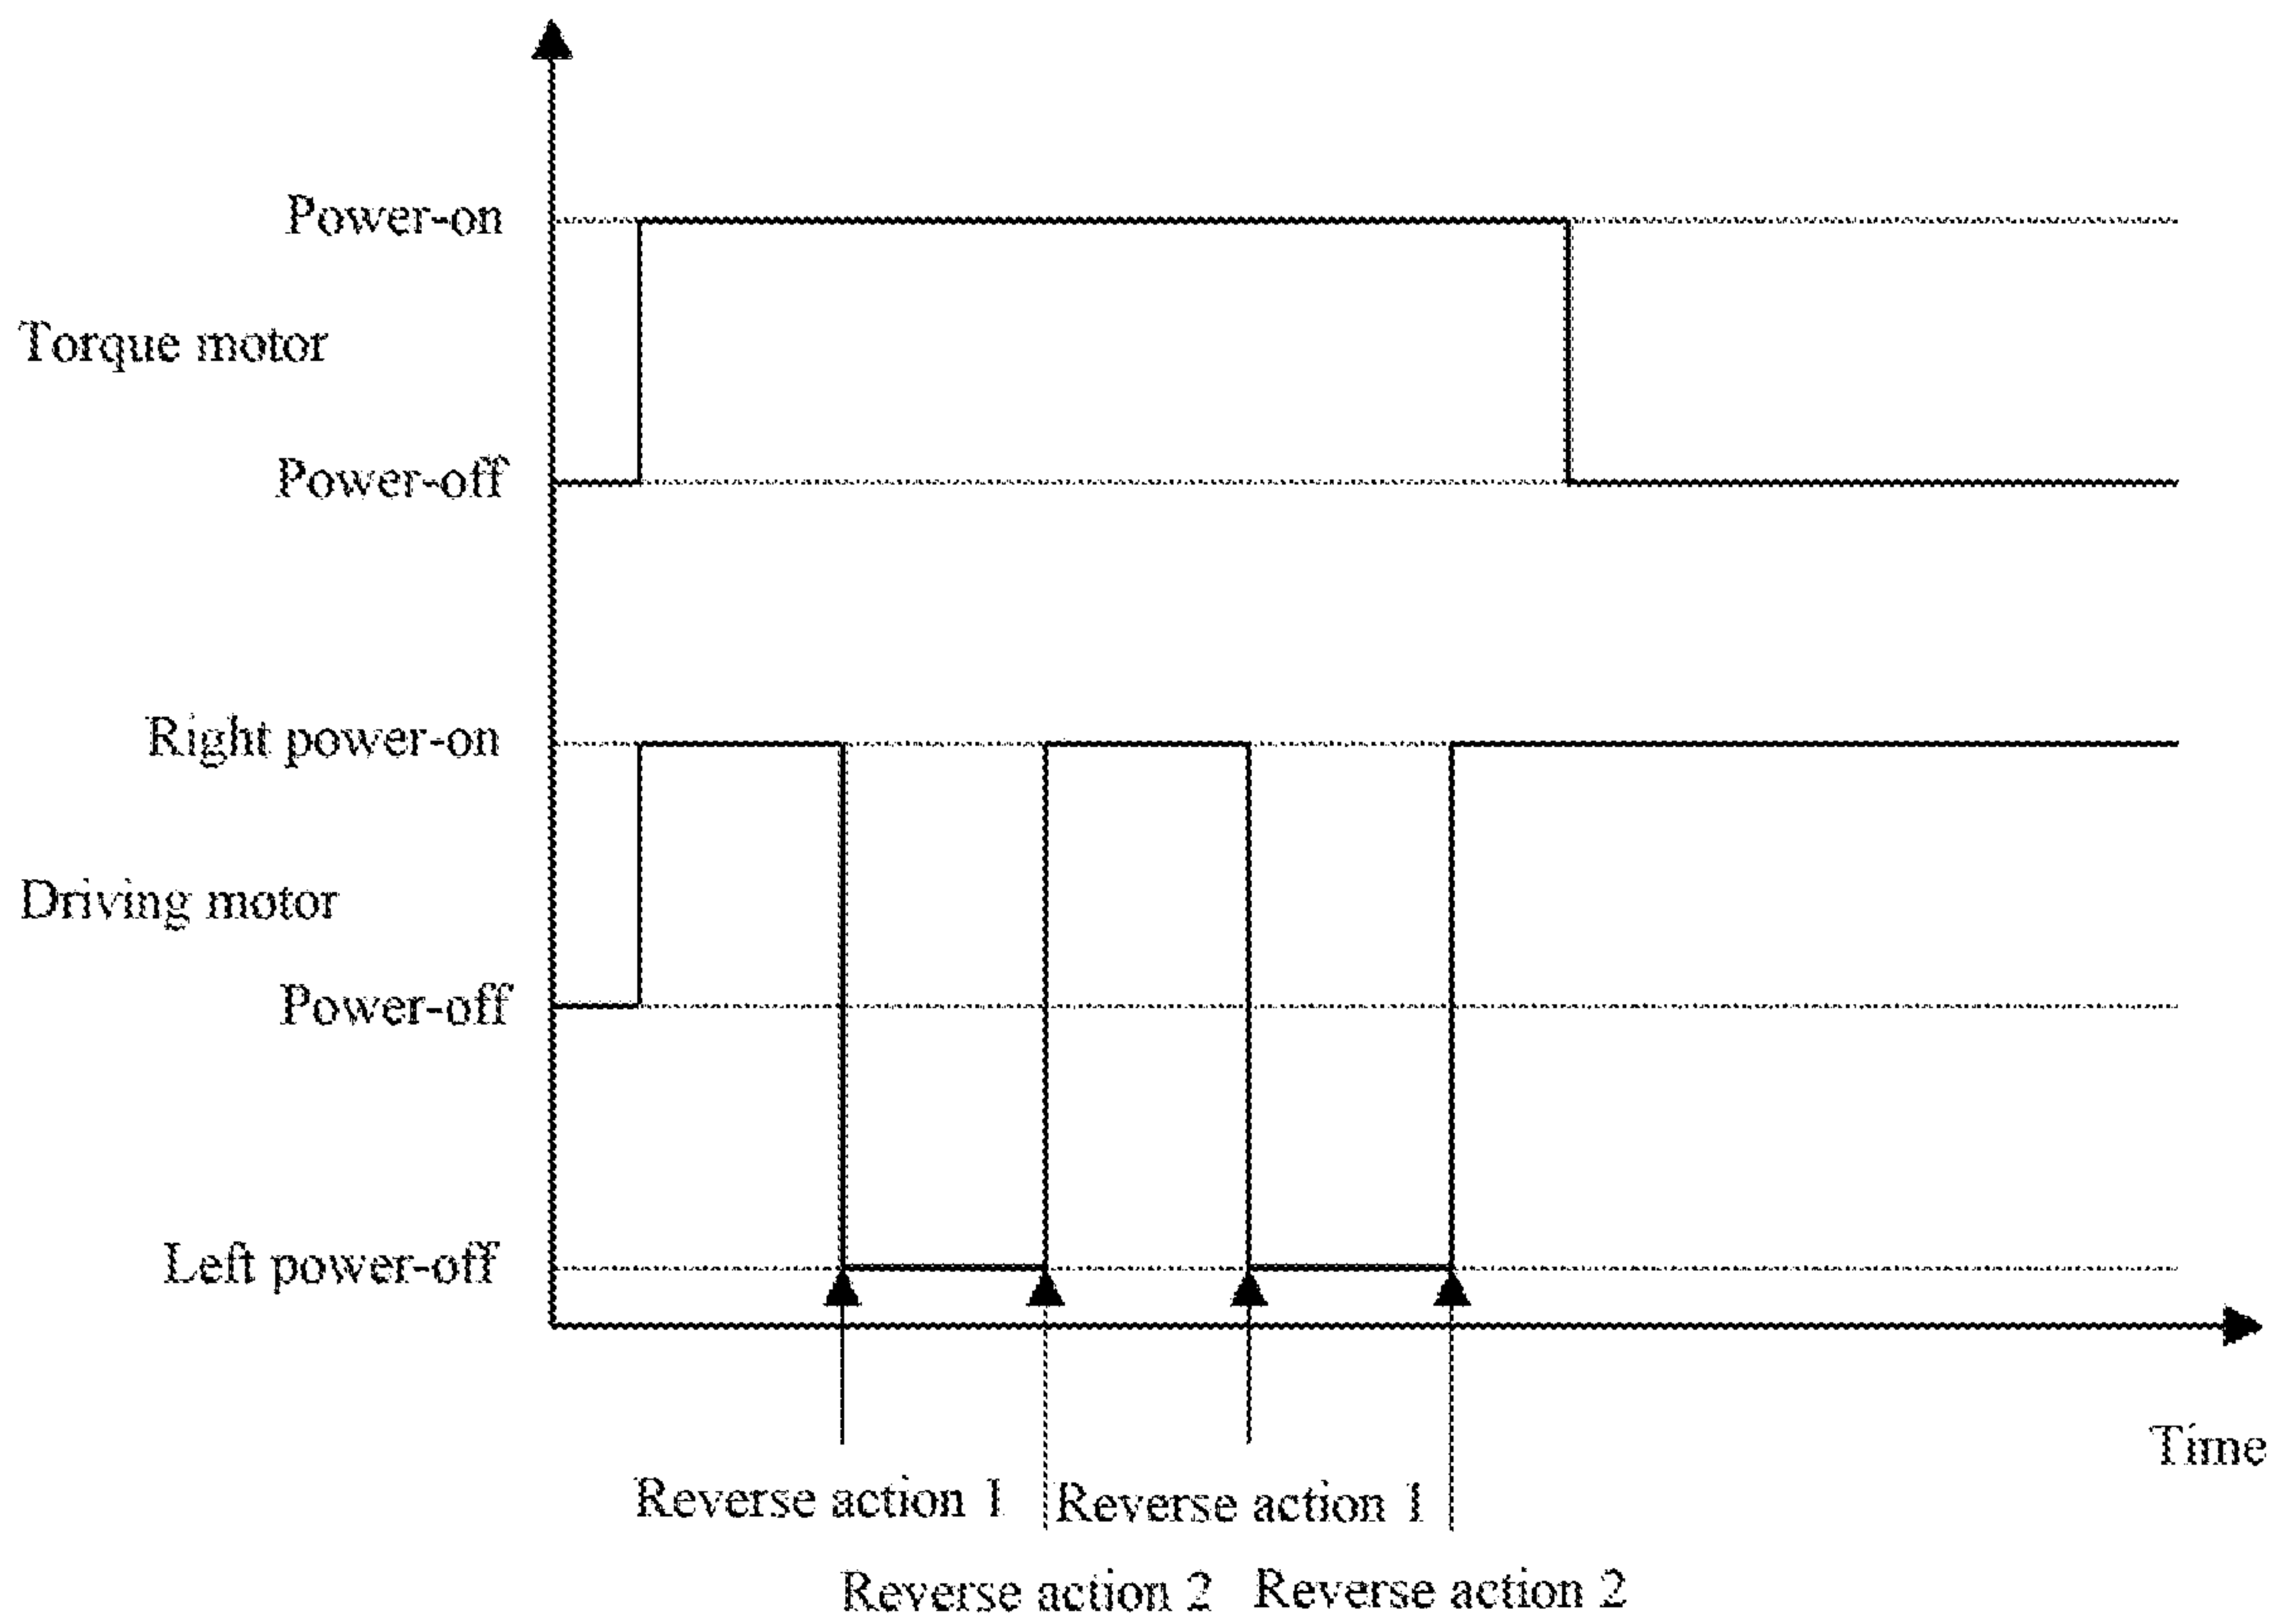 Power-on
Torque motor
Power-off
Right power-on
Driving motor
Power-off
Left power-off
Time
Reverse action 1
Reverse action 1
Reverse action 2
Reverse action 2